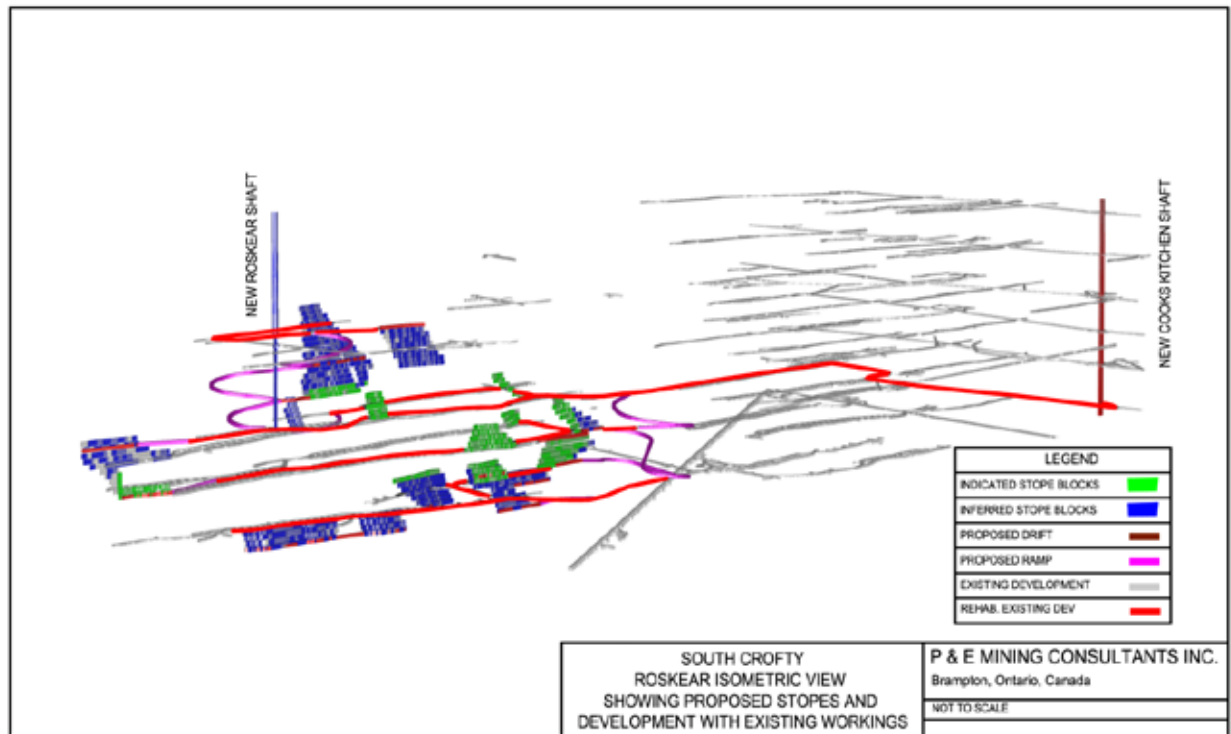 NEW ROSKEAR SHAFT
NEW COOKS KITCHEN SHAFT
LEGEND
INDICATED STOPE BLOCKS
INFERRED STOPE BLOCKS
PROPOSED DRIFT
PROPOSED RAMP
EXISTING DEVELOPMENT
REHAB. EXISTING DEV
SOUTH CROFTY
ROSKEAR ISOMETRIC VIEW
SHOWING PROPOSED STOPES AND
DEVELOPMENT WITH EXISTING WORKINGS
P & E MINING CONSULTANTS INC.
Brampton, Ontario, Canada
NOT TO SCALE